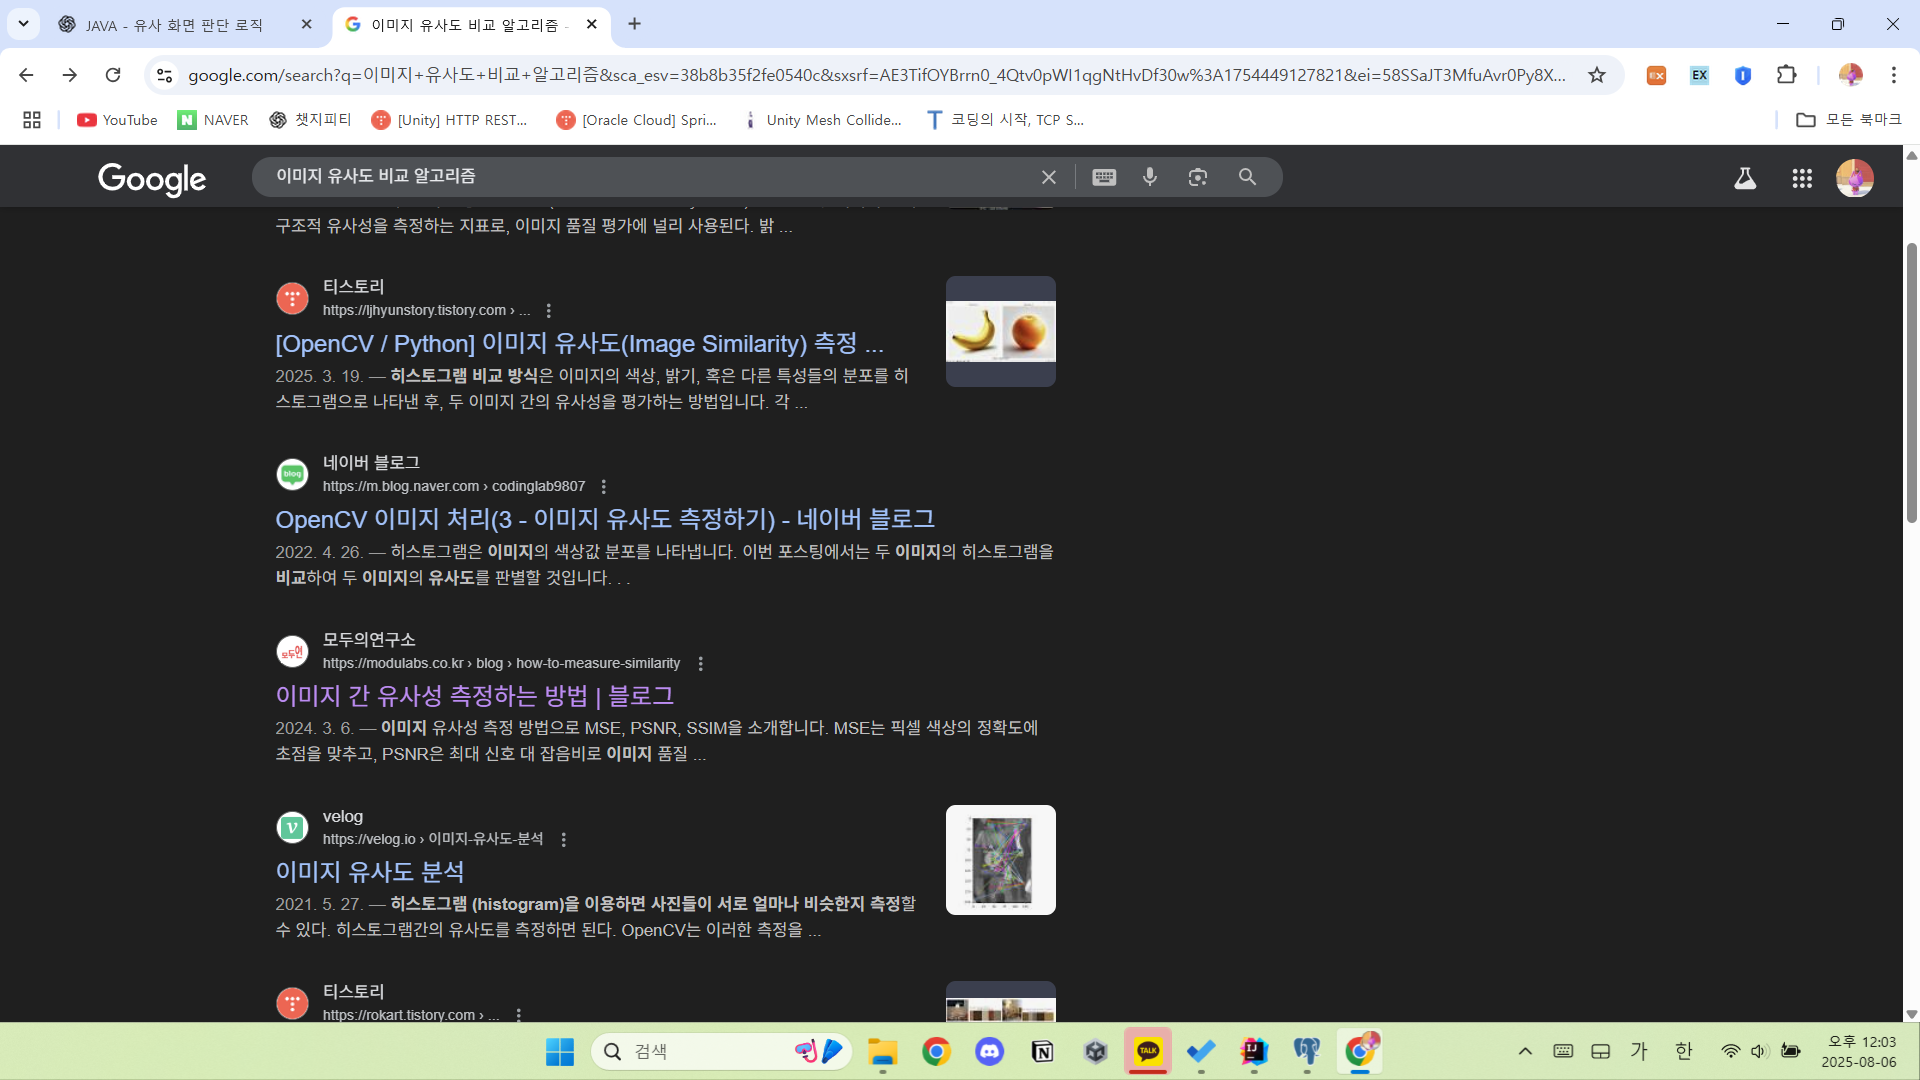 JAVA - 유사 화면 판단 로직
이미지 유사도 비교 알고리즘 -
google.com/search?q=이미지+유사도+비교+알고리즘&sca_esv=38b8b35f2fe0540c&sxsrf=AE3TifOYBrrn0_4Qtv0pWI1qgNtHvDf30w%3A1754449127821&ei=58SSaJT3MfuAvr0Py8X...
EX
YouTube
NAVER
챗지피티
[Unity] HTTP REST...
[Oracle Cloud] Spri...
Unity Mesh Collide...
코딩의 시작, TCP S...
모든 북마크
Google
이미지 유사도 비교 알고리즘
구조적 유사성을 측정하는 지표로, 이미지 품질 평가에 널리 사용된다. 밝 ...
티스토리
https://ljhyunstory.tistory.com › ...
[OpenCV / Python] 이미지 유사도(Image Similarity) 측정 ...
2025. 3. 19. — 히스토그램 비교 방식은 이미지의 색상, 밝기, 혹은 다른 특성들의 분포를 히
스토그램으로 나타낸 후, 두 이미지 간의 유사성을 평가하는 방법입니다. 각 ...
blog
네이버 블로그
https://m.blog.naver.com › codinglab9807
OpenCV 이미지 처리(3 - 이미지 유사도 측정하기) - 네이버 블로그
2022. 4. 26. — 히스토그램은 이미지의 색상값 분포를 나타냅니다. 이번 포스팅에서는 두 이미지의 히스토그램을
비교하여 두 이미지의 유사도를 판별할 것입니다. . .
모두의연구소
https://modulabs.co.kr › blog › how-to-measure-similarity
이미지 간 유사성 측정하는 방법 | 블로그
2024. 3. 6. — 이미지 유사성 측정 방법으로 MSE, PSNR, SSIM을 소개합니다. MSE는 픽셀 색상의 정확도에
초점을 맞추고, PSNR은 최대 신호 대 잡음비로 이미지 품질 ...
velog
https://velog.io › 이미지-유사도-분석
이미지 유사도 분석
2021. 5. 27. — 히스토그램 (histogram)을 이용하면 사진들이 서로 얼마나 비슷한지 측정할
수 있다. 히스토그램간의 유사도를 측정하면 된다. OpenCV는 이러한 측정을 ...
티스토리
https://rokart.tistory.com › ...
검색
TALK
가
한
오후 12:03
2025-08-06